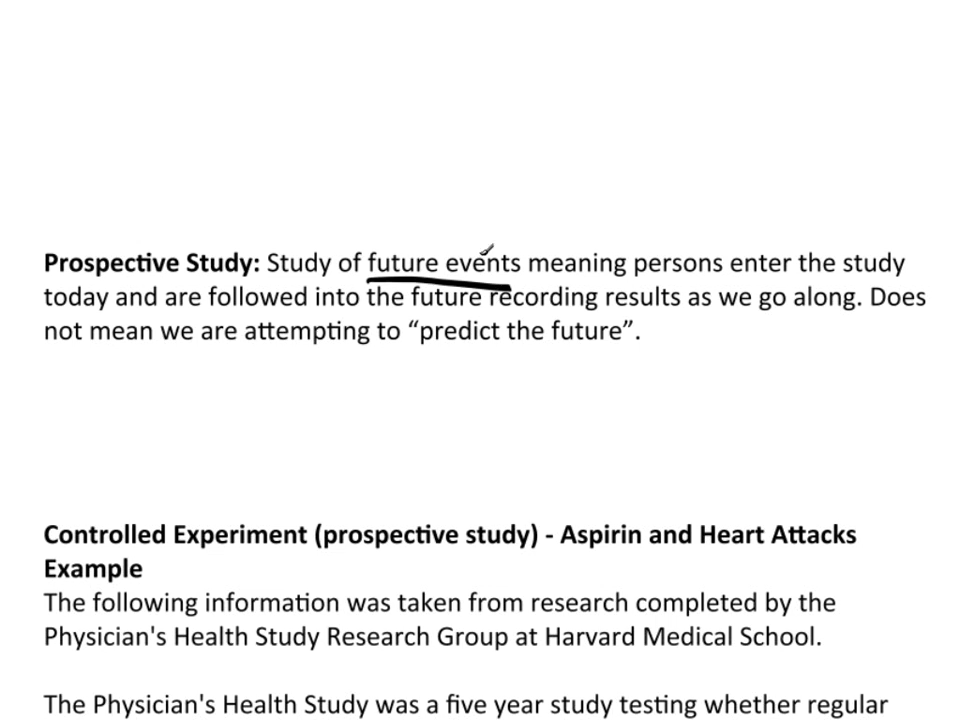 Prospective Study: Study of future events meaning persons enter the study
today and are followed into the future recording results as we go along. Does
not mean we are attempting to “predict the future”.
Controlled Experiment (prospective study) - Aspirin and Heart Attacks
Example
The following information was taken from research completed by the
Physician's Health Study Research Group at Harvard Medical School.
The Physician's Health Study was a five year study testing whether regular